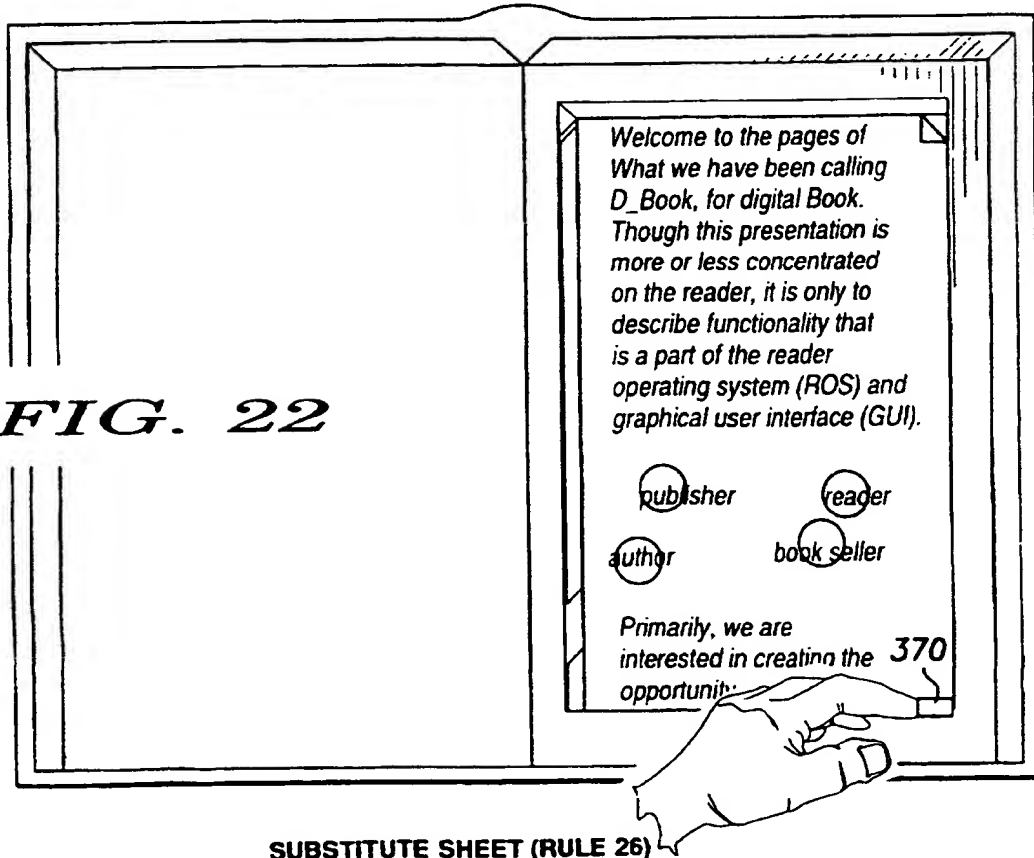 Welcome to the pages of
What we have been calling
D_Book, for digital Book.
Though this presentation is
more or less concentrated
on the reader, it is only to
describe functionality that
is a part of the reader
operating system (ROS) and
graphical user interface (GUI).
FIG. 22
publisher reader
author book seller
Primarily, we are
interested in creating the 370
opportunity
SUBSTITUTE SHEET (RULE 26)